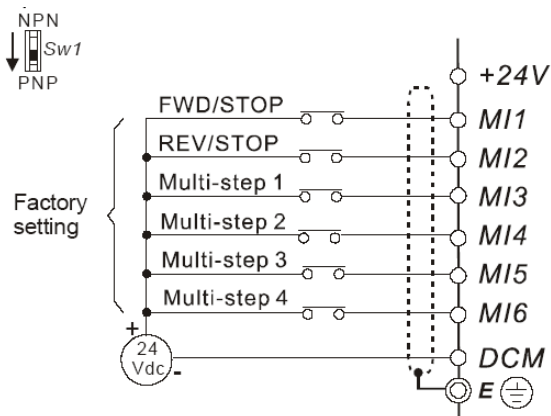 NPN
Sw1
PNP
+24V
FWD/STOP
MI1
REV/STOP
MI2
Multi-step 1
MI3
Factory
setting
Multi-step 2
MI4
Multi-step 3
MI5
Multi-step 4
MI6
+
24
Vdc
-
DCM
E